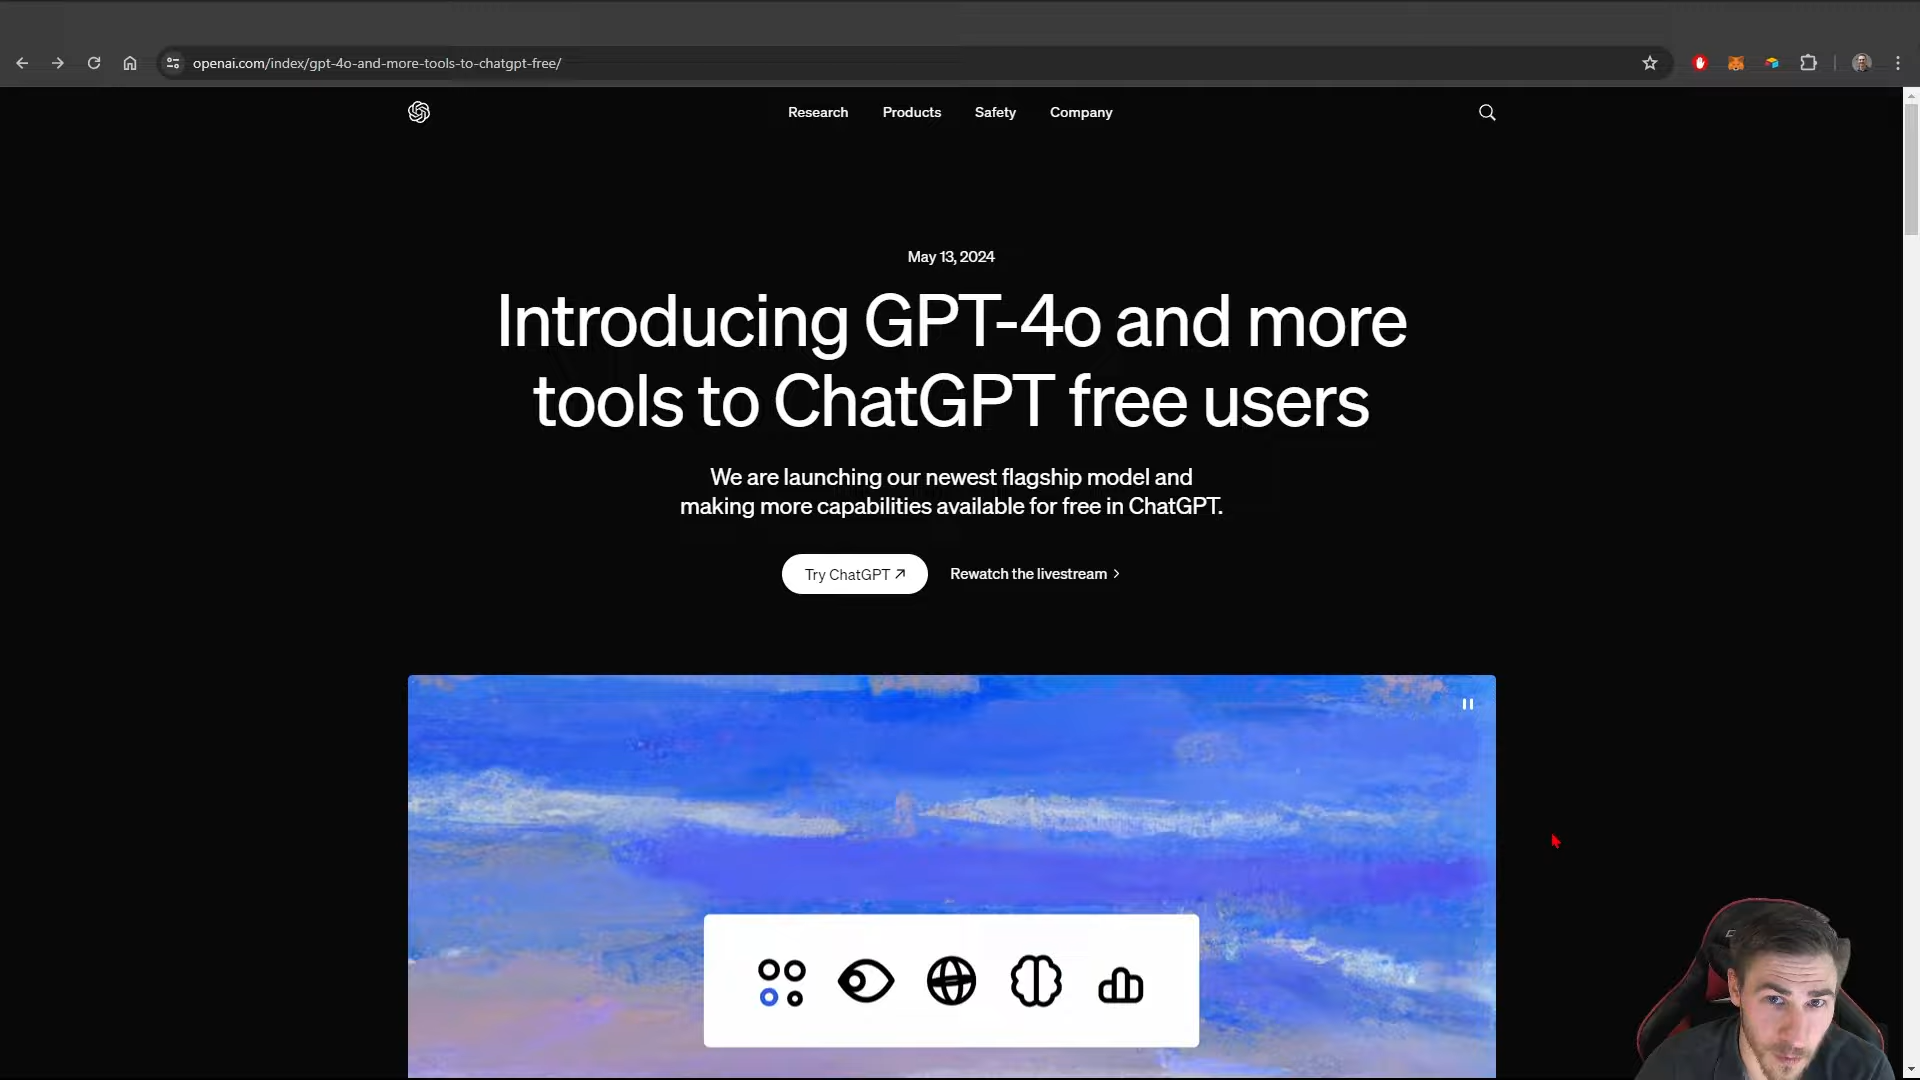 openai.com/index/gpt-4o-and-more-tools-to-chatgpt-free/
Research Products Safety Company
May 13, 2024
Introducing GPT-4o and more
tools to ChatGPT free users
We are launching our newest flagship model and
making more capabilities available for free in ChatGPT.
Try ChatGPT ↗ Rewatch the livestream >